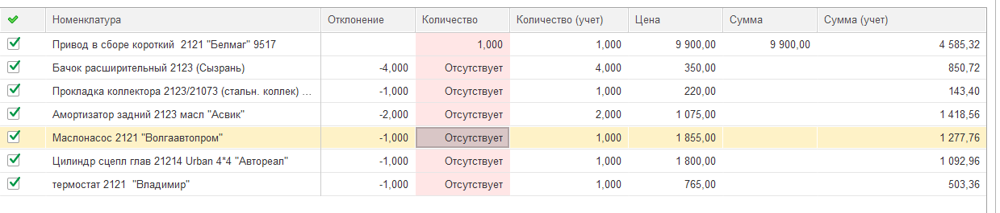 Номенклатура Отклонение Количество Количество (учет) Цена Сумма Сумма (учет)
Привод в сборе короткий  2121 "Белмаг" 9517 1,000 1,000 9 900,00 9 900,00 4 585,32
Бачок расширительный 2123 (Сызрань) -4,000 Отсутствует 4,000 350,00 850,72
Прокладка коллектора 2123/21073 (стальн. коллек) ... -1,000 Отсутствует 1,000 220,00 143,40
Амортизатор задний 2123 масл "Асвик" -2,000 Отсутствует 2,000 1 075,00 1 418,56
Маслонасос 2121 "Волгаавтопром" -1,000 Отсутствует 1,000 1 855,00 1 277,76
Цилиндр сцепл глав 21214 Urban 4*4 "Автореал" -1,000 Отсутствует 1,000 1 800,00 1 092,96
термостат 2121  "Владимир" -1,000 Отсутствует 1,000 765,00 503,36